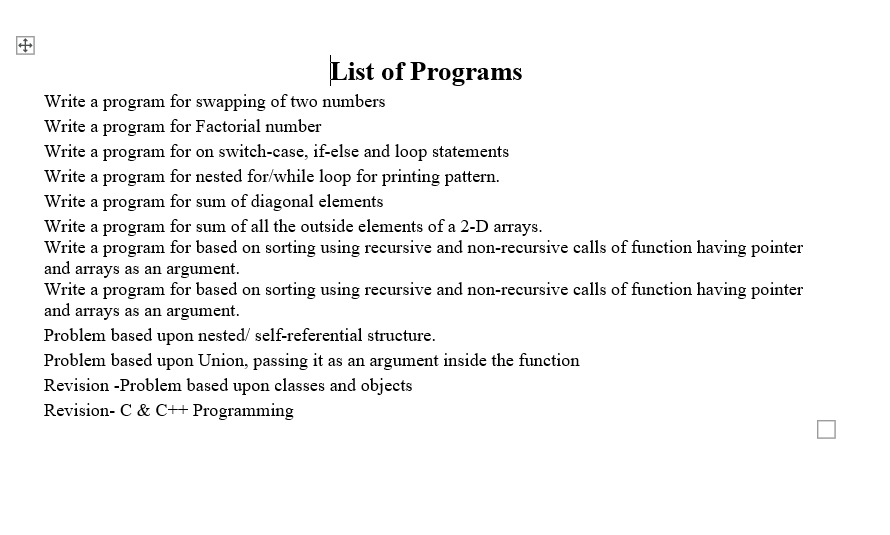 List of Programs
Write a program for swapping of two numbers
Write a program for Factorial number
Write a program for on switch-case, if-else and loop statements
Write a program for nested for/while loop for printing pattern.
Write a program for sum of diagonal elements
Write a program for sum of all the outside elements of a 2-D arrays.
Write a program for based on sorting using recursive and non-recursive calls of function having pointer
and arrays as an argument.
Write a program for based on sorting using recursive and non-recursive calls of function having pointer
and arrays as an argument.
Problem based upon nested/ self-referential structure.
Problem based upon Union, passing it as an argument inside the function
Revision -Problem based upon classes and objects
Revision- C & C++ Programming